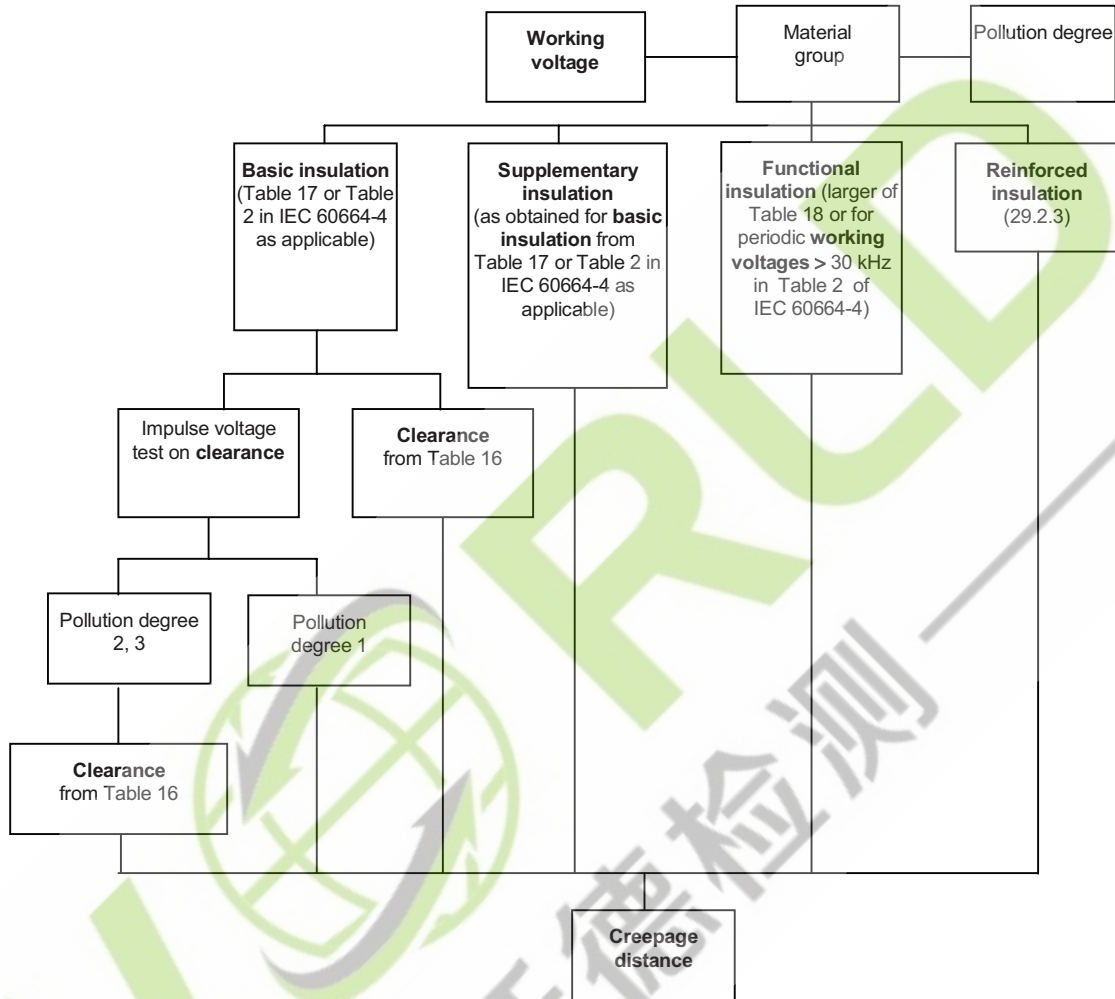 Working
voltage
Material
group
Pollution degree
Basic insulation
(Table 17 or Table
2 in IEC 60664-4
as applicable)
Supplementary
insulation
(as obtained for basic
insulation from
Table 17 or Table 2 in
IEC 60664-4 as
applicable)
Functional
insulation (larger of
Table 18 or for
periodic working
voltages > 30 kHz
in Table 2 of
IEC 60664-4)
Reinforced
insulation
(29.2.3)
Impulse voltage
test on clearance
Clearance
from Table 16
Pollution degree
2, 3
Pollution
degree 1
Clearance
from Table 16
Creepage
distance
RLD
德检测